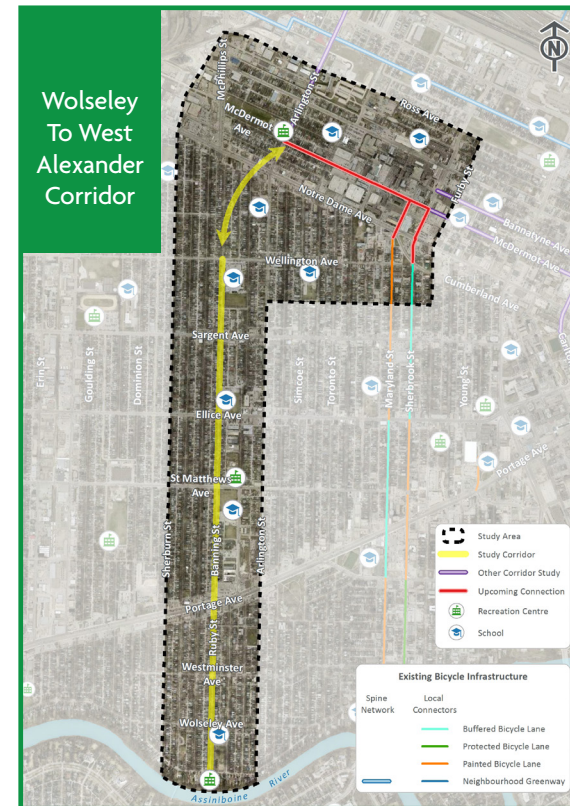 Wolseley
To West
Alexander
Corridor
N
McPhillips St
Arlington St
McDermot
Ave
Ross Ave
Furby St
Notre Dame Ave
Bannatyne Ave
McDermot Ave
Wellington Ave
Cumberland Ave
Sargent Ave
Erin St
Goulding St
Dominion St
Simcoe St
Toronto St
Maryland St
Sherbrook St
Young St
Ellice Ave
Portage Ave
St Matthews
Ave
Sherburn St
Banning St
Arlington St
Portage Ave
Ruby St
Westminster
Ave
Wolseley Ave
Assiniboine River
Study Area
Study Corridor
Other Corridor Study
Upcoming Connection
Recreation Centre
School
Existing Bicycle Infrastructure
Spine
Network
Local
Connectors
Buffered Bicycle Lane
Protected Bicycle Lane
Painted Bicycle Lane
Neighbourhood Greenway